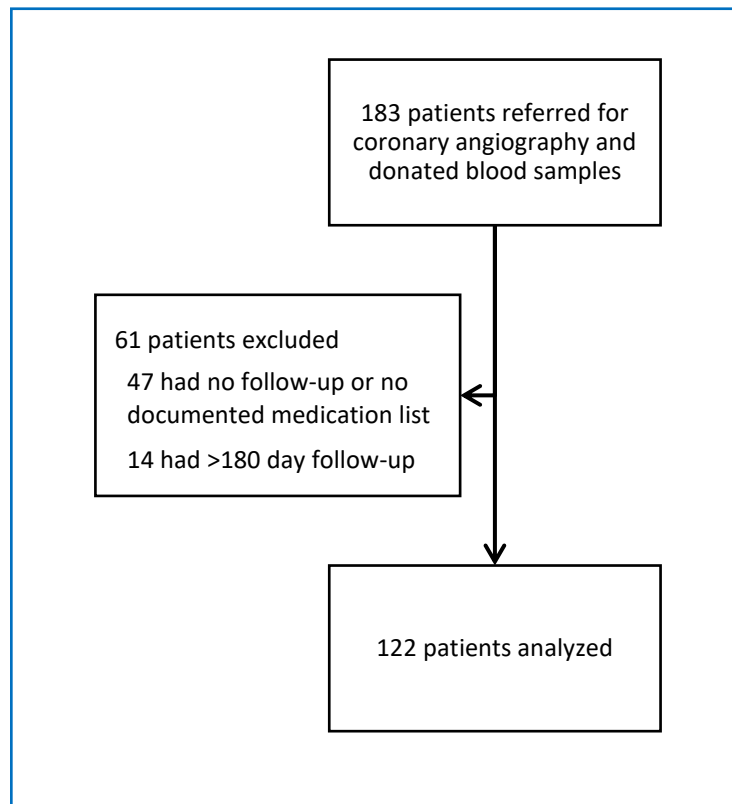 183 patients referred for
coronary angiography and
donated blood samples
61 patients excluded
47 had no follow-up or no
documented medication list
14 had >180 day follow-up
122 patients analyzed